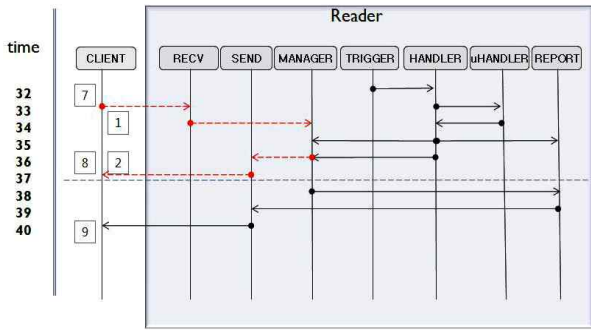 Reader
time
CLIENT RECV SEND MANAGER TRIGGER HANDLER uHANDLER REPORT
32 7
33
34 1
35
36 8 2
37
38
39
40 9